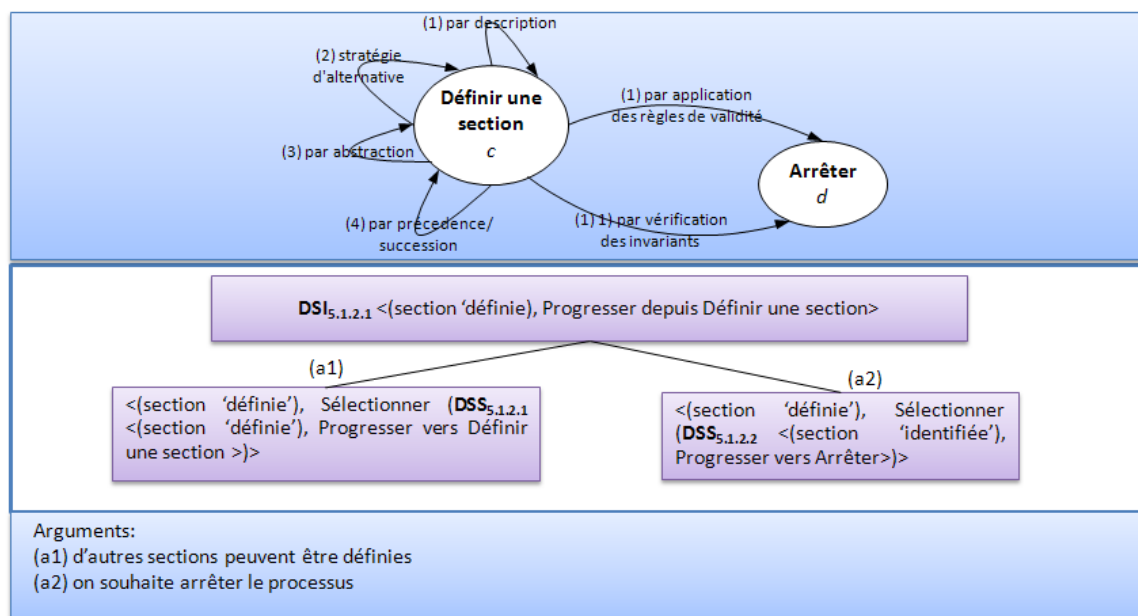 (1) par description
(2) stratégie
d'alternative
Définir une
section
c
(1) par application
des règles de validité
(3) par abstraction
Arrêter
d
(4) par précedence/
succession
(1) 1) par vérification
des invariants
DSI5.1.2.1 <(section ‘définie), Progresser depuis Définir une section>
(a1)
(a2)
<(section ‘définie’), Sélectionner (DSS5.1.2.1
<(section ‘définie’), Progresser vers Définir
une section >)>
<(section ‘définie’), Sélectionner
(DSS5.1.2.2 <(section ‘identifiée’),
Progresser vers Arrêter>)>
Arguments:
(a1) d’autres sections peuvent être définies
(a2) on souhaite arrêter le processus